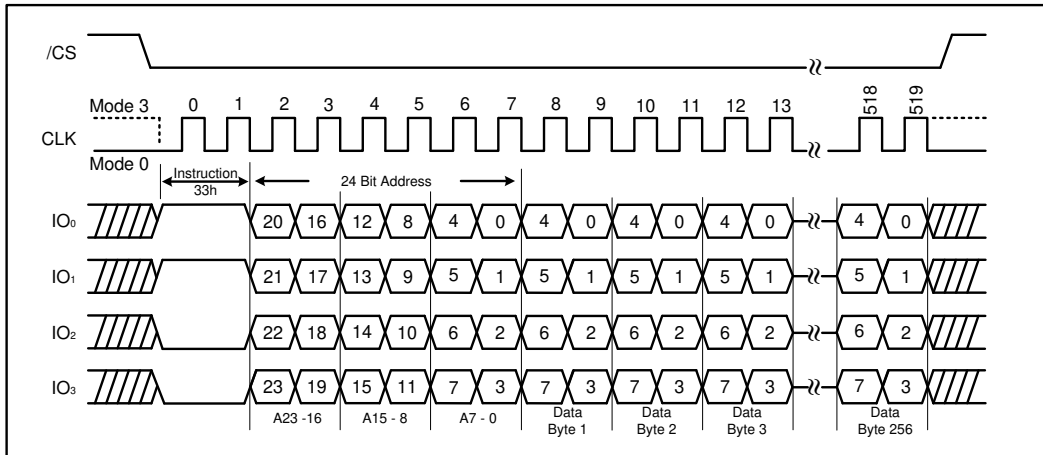 /CS
Mode 3 0 1 2 3 4 5 6 7 8 9 10 11 12 13 518 519
CLK
Mode 0
Instruction
33h
24 Bit Address
IO₀ 20 16 12 8 4 0 4 0 4 0 4 0 4 0
IO₁ 21 17 13 9 5 1 5 1 5 1 5 1 5 1
IO₂ 22 18 14 10 6 2 6 2 6 2 6 2 6 2
IO₃ 23 19 15 11 7 3 7 3 7 3 7 3 7 3
A23 -16 A15 - 8 A7 - 0
Data
Byte 1
Data
Byte 2
Data
Byte 3
Data
Byte 256